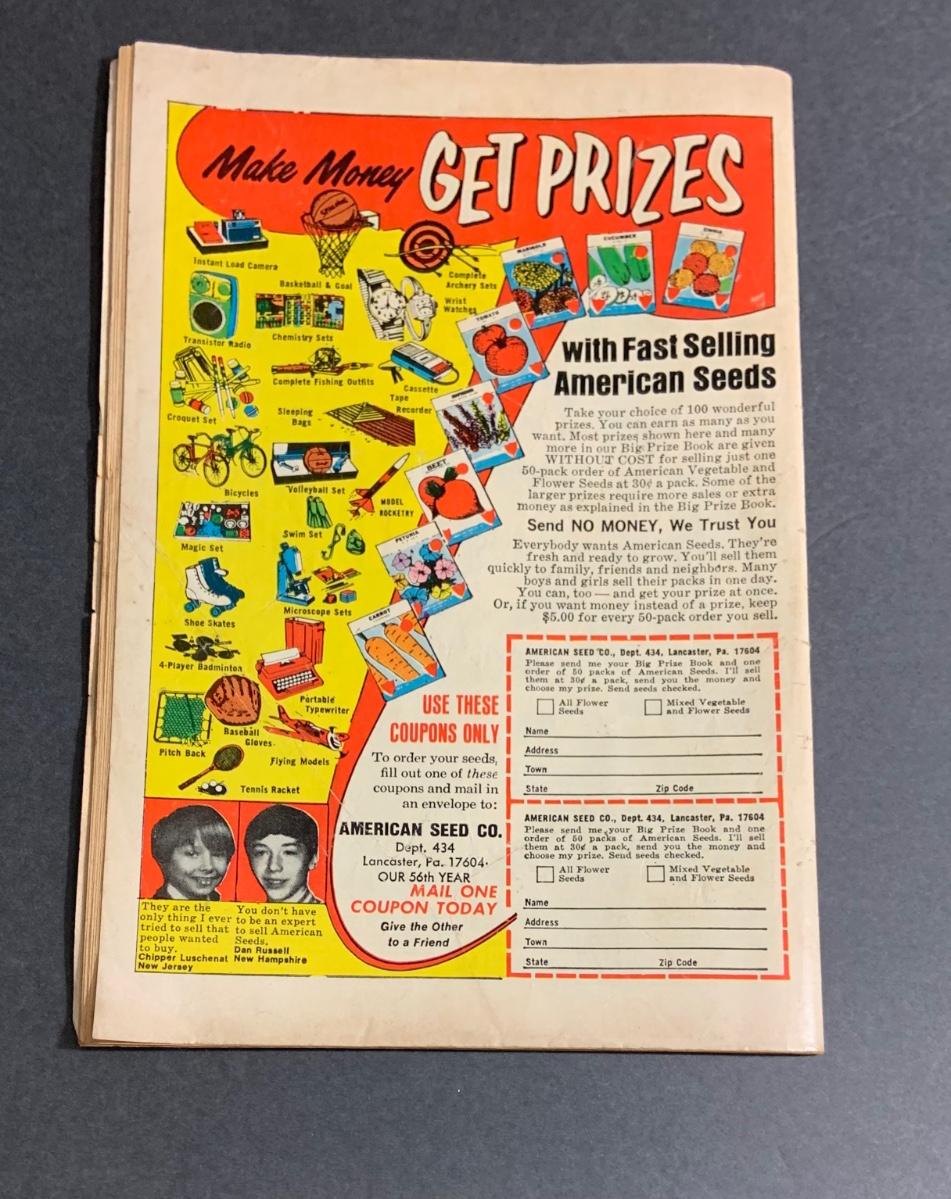 Make Money GET PRIZES
Instant Load Camera
Basketball & Goal
Complete
Archery Sets
Transistor Radio
Chemistry Sets
Wrist
Watches
Complete Fishing Outfits
Cassette
Tape
Recorder
Croquet Set
Sleeping
Bags
Bicycles
Volleyball Set
MODEL
ROCKETRY
Magic Set
Swim Set
Shoe Skates
Microscope Sets
4-Player Badminton
Portable
Typewriter
Pitch Back
Baseball
Gloves
Flying Models
Tennis Racket
MARIGOLD
CUCUMBER
ZINNIA
TOMATO
BEET
PETUNIA
CARROT
with Fast Selling
American Seeds
Take your choice of 100 wonderful
prizes. You can earn as many as you
want. Most prizes shown here and many
more in our Big Prize Book are given
WITHOUT COST for selling just one
50-pack order of American Vegetable and
Flower Seeds at 30¢ a pack. Some of the
larger prizes require more sales or extra
money as explained in the Big Prize Book.
Send NO MONEY, We Trust You
Everybody wants American Seeds. They're
fresh and ready to grow. You'll sell them
quickly to family, friends and neighbors. Many
boys and girls sell their packs in one day.
You can, too — and get your prize at once.
Or, if you want money instead of a prize, keep
$5.00 for every 50-pack order you sell.
USE THESE
COUPONS ONLY
To order your seeds,
fill out one of these
coupons and mail in
an envelope to:
AMERICAN SEED CO.
Dept. 434
Lancaster, Pa. 17604
OUR 56th YEAR
MAIL ONE
COUPON TODAY
Give the Other
to a Friend
They are the
only thing I ever
tried to sell that
people wanted
to buy.
Chipper Luschenat
New Jersey
You don't have
to be an expert
to sell American
Seeds.
Dan Russell
New Hampshire
AMERICAN SEED CO., Dept. 434, Lancaster, Pa. 17604
Please send me your Big Prize Book and one
order of 50 packs of American Seeds. I'll sell
them at 30¢ a pack, send you the money and
choose my prize. Send seeds checked.
All Flower
Seeds
Mixed Vegetable
and Flower Seeds
Name
Address
Town
State Zip Code
AMERICAN SEED CO., Dept. 434, Lancaster, Pa. 17604
Please send me your Big Prize Book and one
order of 50 packs of American Seeds. I'll sell
them at 30¢ a pack, send you the money and
choose my prize. Send seeds checked.
All Flower
Seeds
Mixed Vegetable
and Flower Seeds
Name
Address
Town
State Zip Code